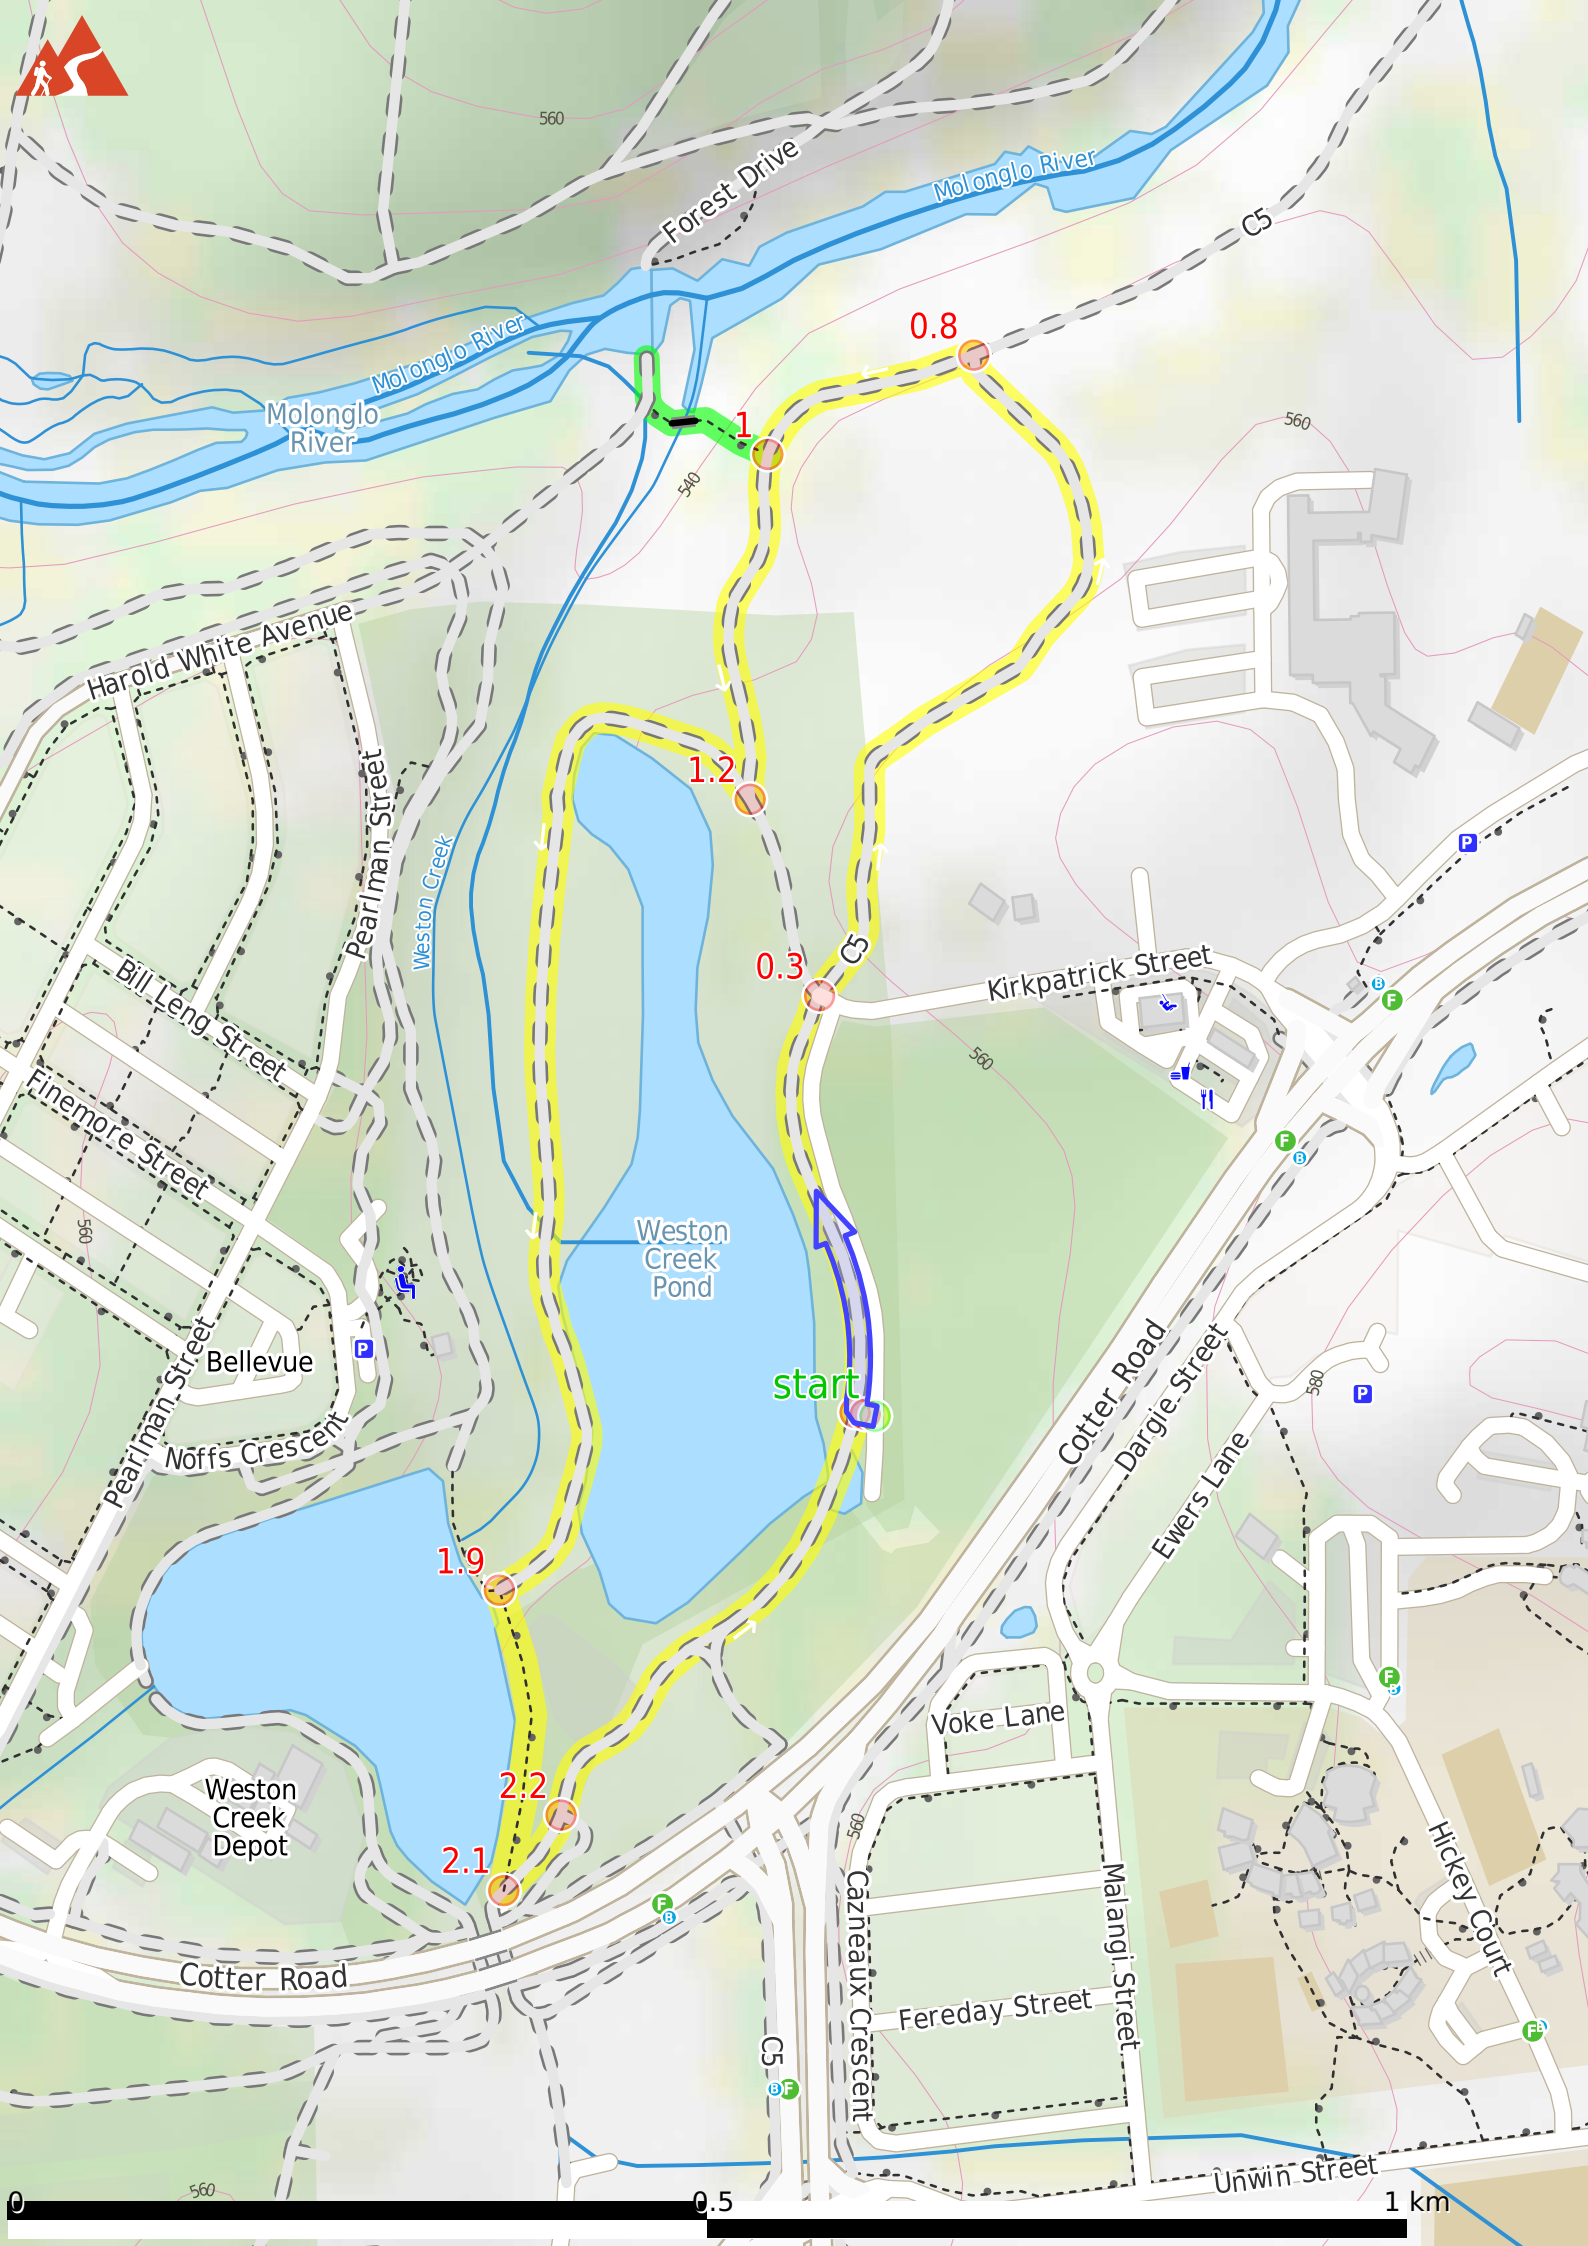 560
Forest Drive
Molonglo River
C5
0.8
Molonglo River
Molonglo
River
1
560
540
Harold White Avenue
1.2
Pearlman Street
Weston Creek
0.3
C5
Kirkpatrick Street
P
Bill Leng Street
B
F
560
Finemore Street
F
B
560
Weston
Creek
Pond
P
Bellevue
start
Cotter Road
Dargie Street
580
P
Pearlman Street
Noffs Crescent
Ewers Lane
1.9
F
B
Voke Lane
Weston
Creek
Depot
2.2
560
2.1
Hickey Court
Cazneaux Crescent
Malangi Street
F
B
Cotter Road
Fereday Street
F
B
C5
B
F
Unwin Street
560
0
0.5
1 km